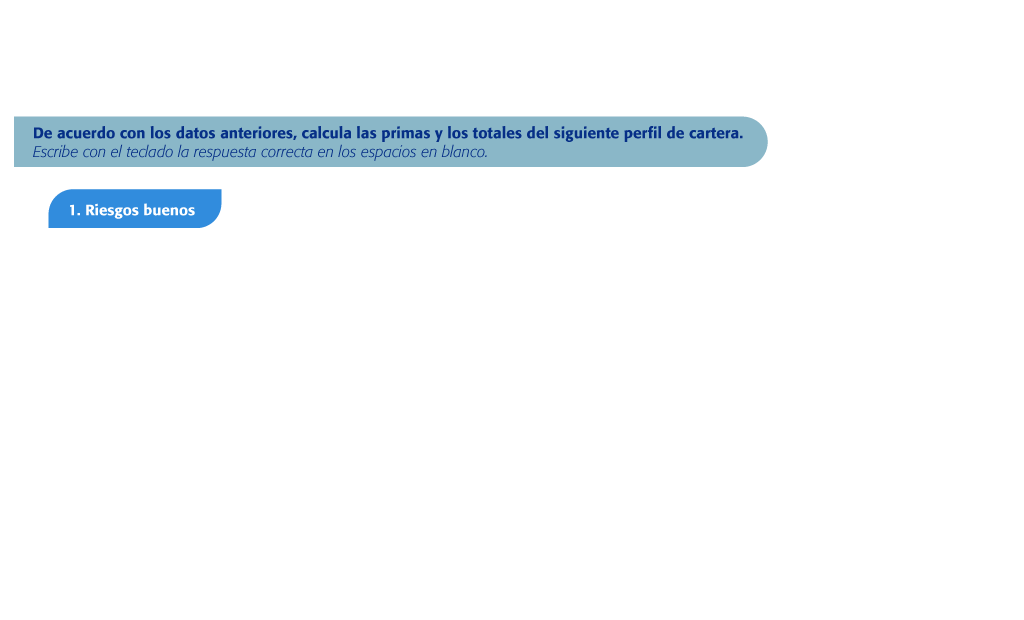 De acuerdo con los datos anteriores, calcula las primas y los totales del siguiente perfil de cartera.
Escribe con el teclado la respuesta correcta en los espacios en blanco.
1. Riesgos buenos